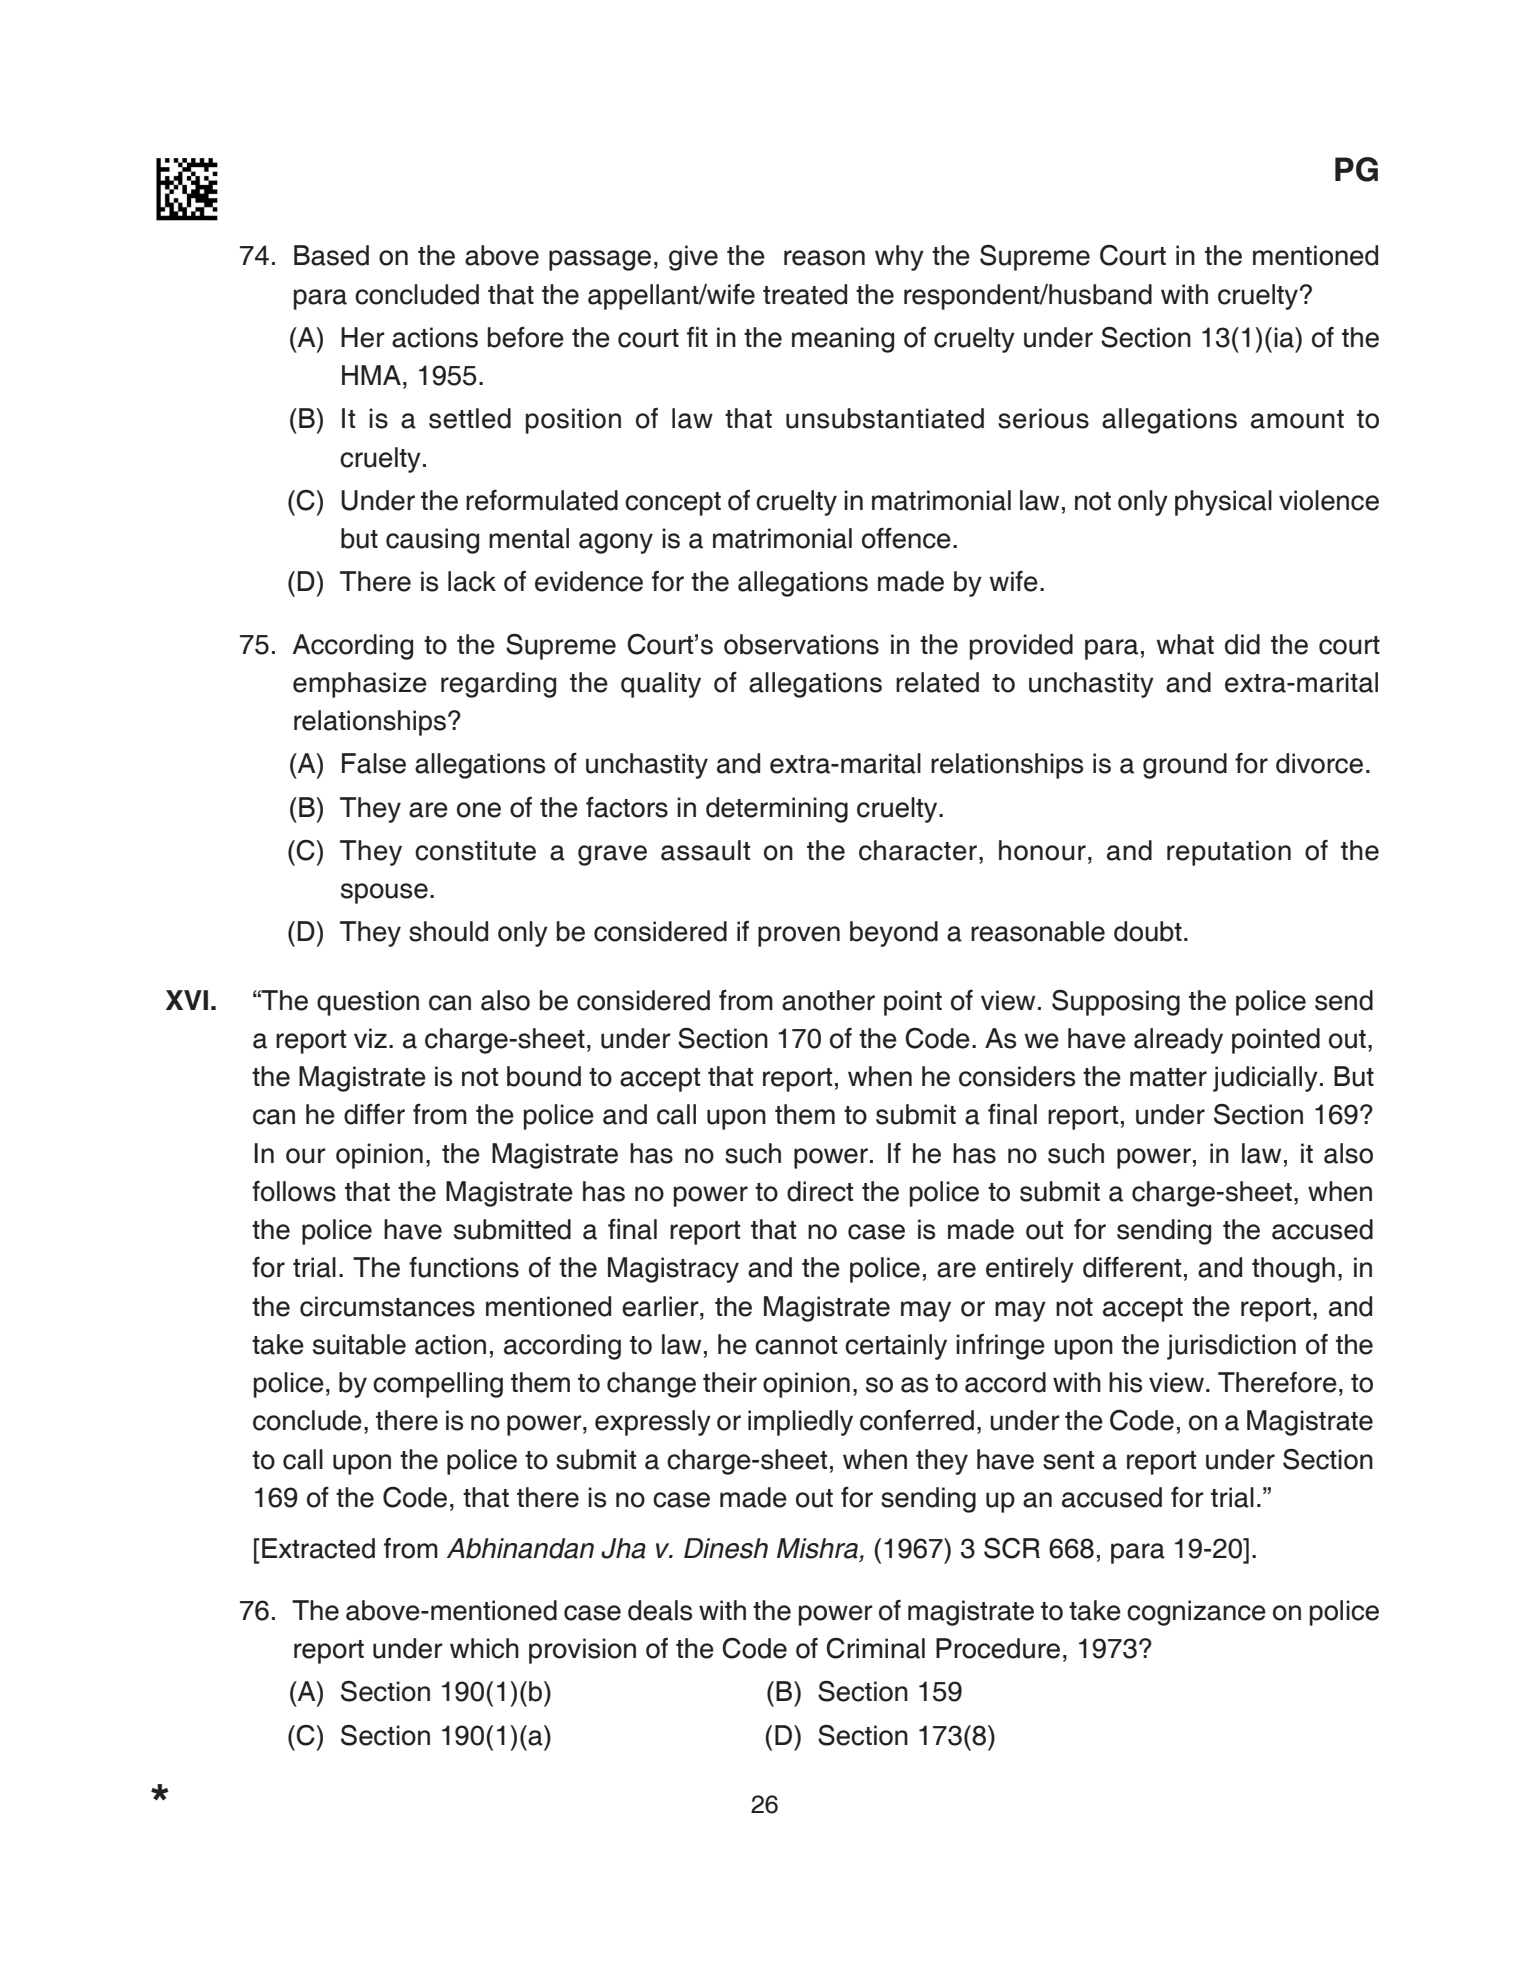 PG
74. Based on the above passage, give the reason why the Supreme Court in the mentioned
para concluded that the appellant/wife treated the respondent/husband with cruelty?
(A) Her actions before the court fit in the meaning of cruelty under Section 13(1)(ia) of the
HMA, 1955.
(B) It is a settled position of law that unsubstantiated serious allegations amount to
cruelty.
(C) Under the reformulated concept of cruelty in matrimonial law, not only physical violence
but causing mental agony is a matrimonial offence.
(D) There is lack of evidence for the allegations made by wife.
75. According to the Supreme Court’s observations in the provided para, what did the court
emphasize regarding the quality of allegations related to unchastity and extra-marital
relationships?
(A) False allegations of unchastity and extra-marital relationships is a ground for divorce.
(B) They are one of the factors in determining cruelty.
(C) They constitute a grave assault on the character, honour, and reputation of the
spouse.
(D) They should only be considered if proven beyond a reasonable doubt.
XVI. “The question can also be considered from another point of view. Supposing the police send
a report viz. a charge-sheet, under Section 170 of the Code. As we have already pointed out,
the Magistrate is not bound to accept that report, when he considers the matter judicially. But
can he differ from the police and call upon them to submit a final report, under Section 169?
In our opinion, the Magistrate has no such power. If he has no such power, in law, it also
follows that the Magistrate has no power to direct the police to submit a charge-sheet, when
the police have submitted a final report that no case is made out for sending the accused
for trial. The functions of the Magistracy and the police, are entirely different, and though, in
the circumstances mentioned earlier, the Magistrate may or may not accept the report, and
take suitable action, according to law, he cannot certainly infringe upon the jurisdiction of the
police, by compelling them to change their opinion, so as to accord with his view. Therefore, to
conclude, there is no power, expressly or impliedly conferred, under the Code, on a Magistrate
to call upon the police to submit a charge-sheet, when they have sent a report under Section
169 of the Code, that there is no case made out for sending up an accused for trial.”
[Extracted from Abhinandan Jha v. Dinesh Mishra, (1967) 3 SCR 668, para 19-20].
76. The above-mentioned case deals with the power of magistrate to take cognizance on police
report under which provision of the Code of Criminal Procedure, 1973?
(A) Section 190(1)(b) (B) Section 159
(C) Section 190(1)(a) (D) Section 173(8)
* 26